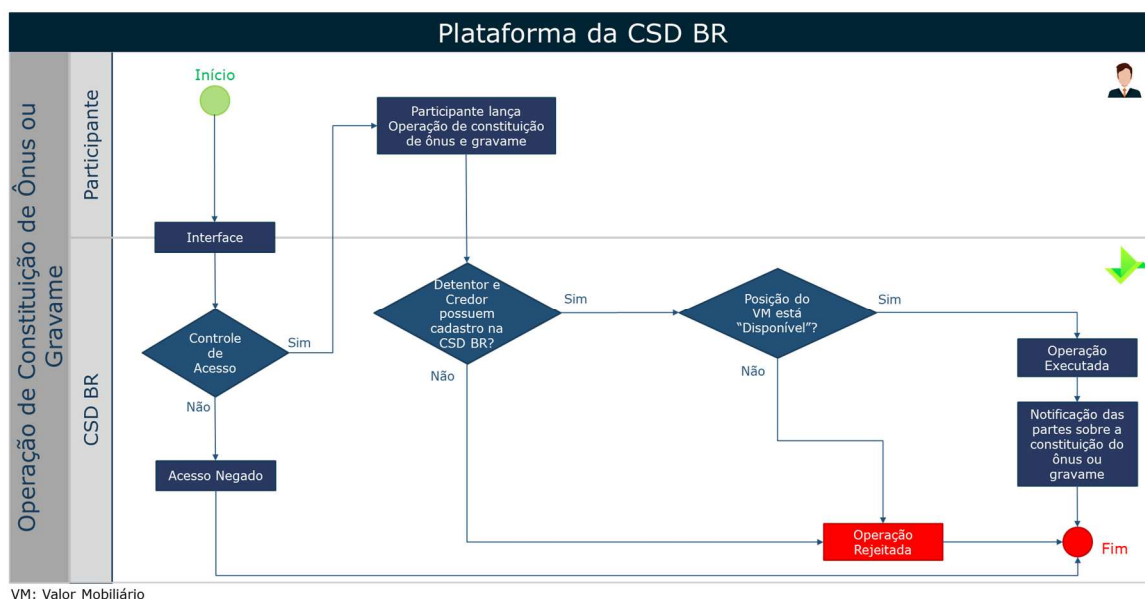 Plataforma da CSD BR
Operação de Constituição de Ônus ou
Gravame
Participante
Início
Participante lança
Operação de constituição
de ônus e gravame
Interface
CSD BR
Controle
de
Acesso
Sim
Não
Acesso Negado
Detentor e
Credor
possuem
cadastro na
CSD BR?
Sim
Não
Posição do
VM está
“Disponível”?
Sim
Não
Operação
Executada
Notificação das
partes sobre a
constituição do
ônus ou
gravame
Operação
Rejeitada
Fim
VM: Valor Mobiliário